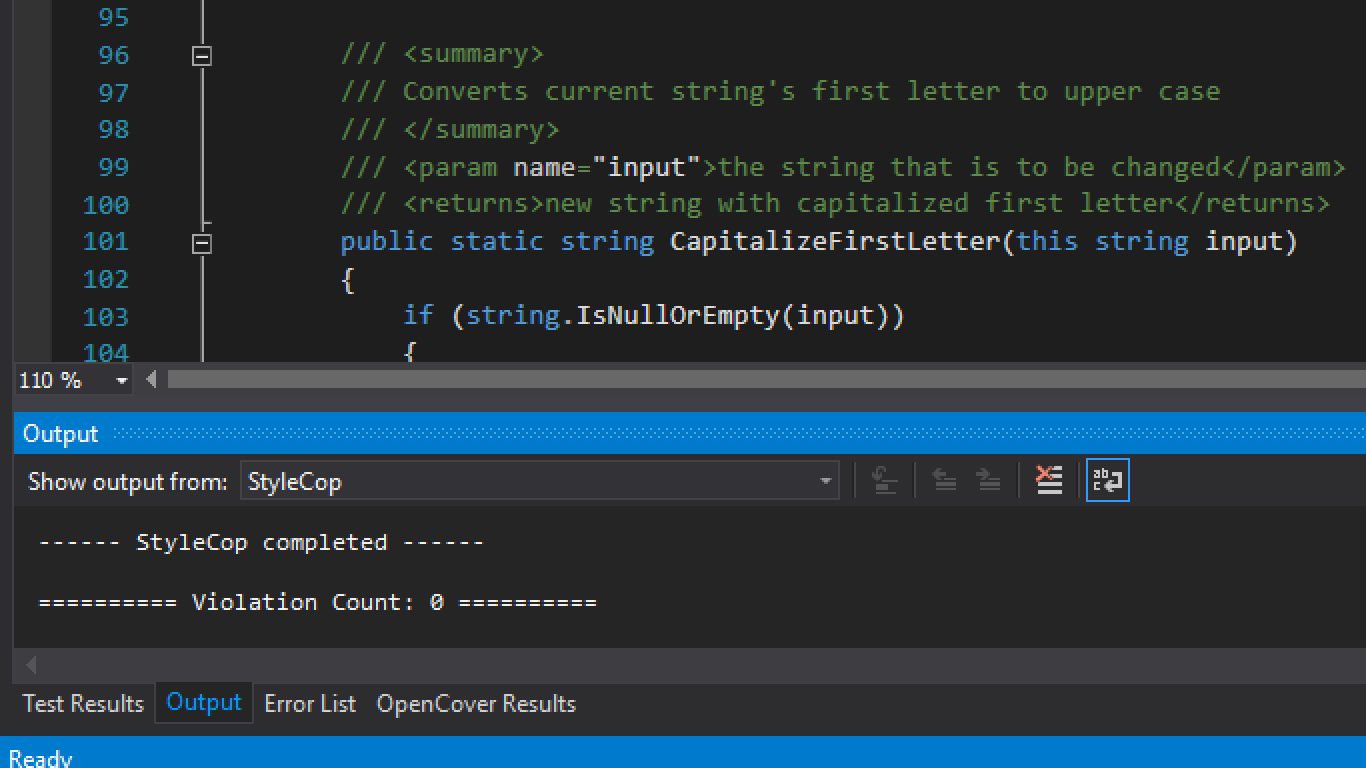 95
96 /// <summary>
97 /// Converts current string's first letter to upper case
98 /// </summary>
99 /// <param name="input">the string that is to be changed</param>
100 /// <returns>new string with capitalized first letter</returns>
101 public static string CapitalizeFirstLetter(this string input)
102 {
103 if (string.IsNullOrEmpty(input))
104 {
110 %
Output
Show output from: StyleCop
------ StyleCop completed ------
========== Violation Count: 0 ==========
Test Results Output Error List OpenCover Results
Ready